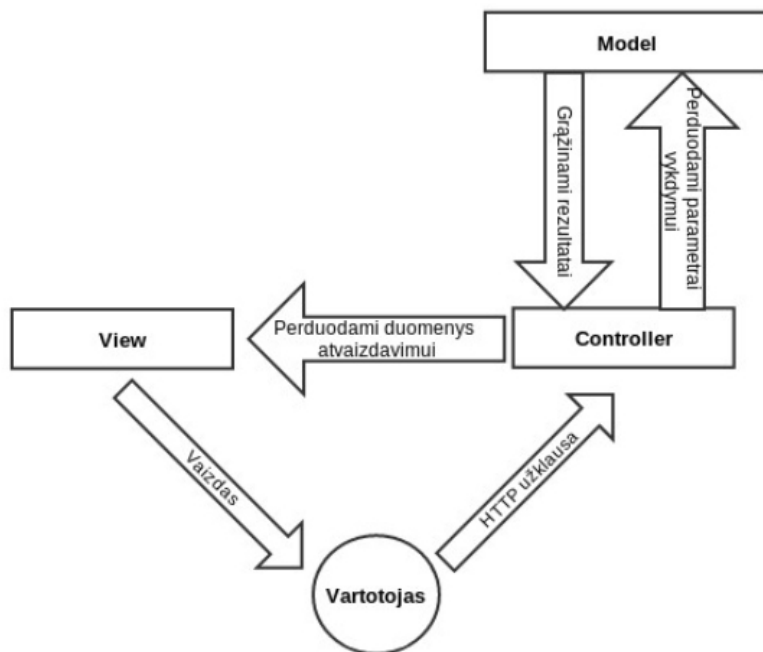 Model
Grąžinami rezultatai
Perduodami parametrai
vykdymui
View
Perduodami duomenys
atvaizdavimui
Controller
Vaizdas
HTTP užklausa
Vartotojas